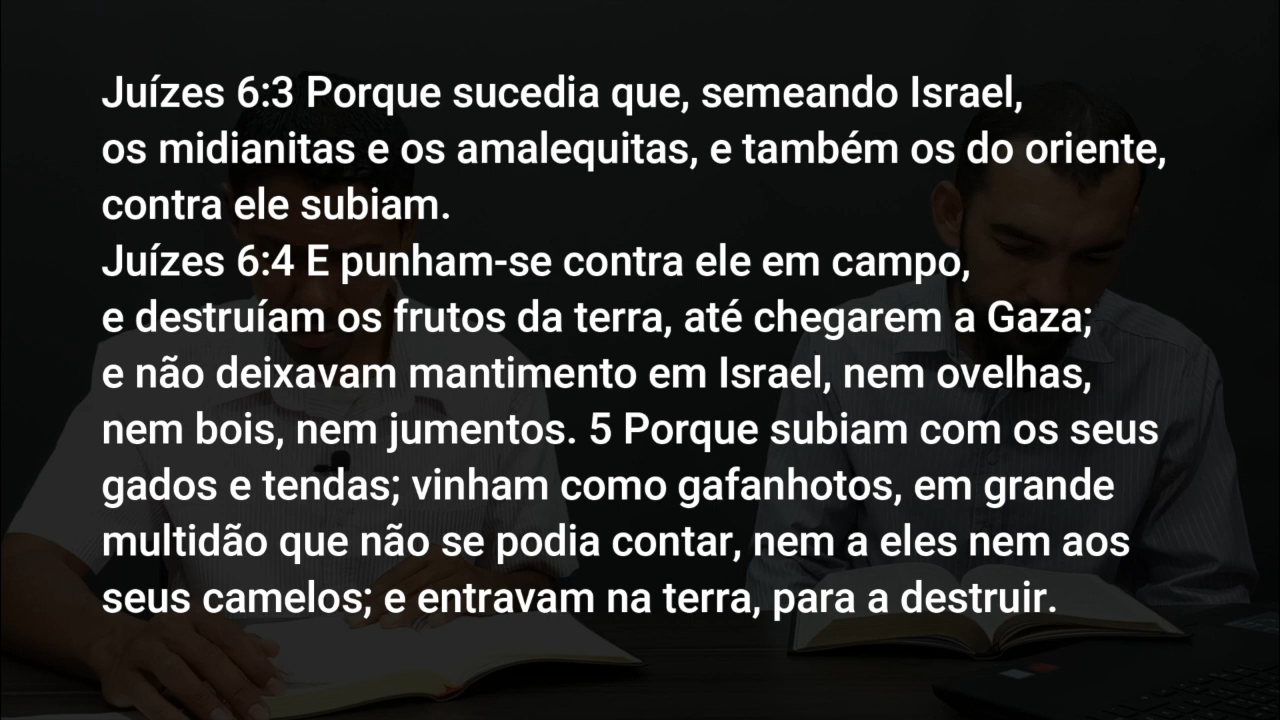 Juízes 6:3 Porque sucedia que, semeando Israel,
os midianitas e os amalequitas, e também os do oriente,
contra ele subiam.
Juízes 6:4 E punham-se contra ele em campo,
e destruíam os frutos da terra, até chegarem a Gaza;
e não deixavam mantimento em Israel, nem ovelhas,
nem bois, nem jumentos. 5 Porque subiam com os seus
gados e tendas; vinham como gafanhotos, em grande
multidão que não se podia contar, nem a eles nem aos
seus camelos; e entravam na terra, para a destruir.